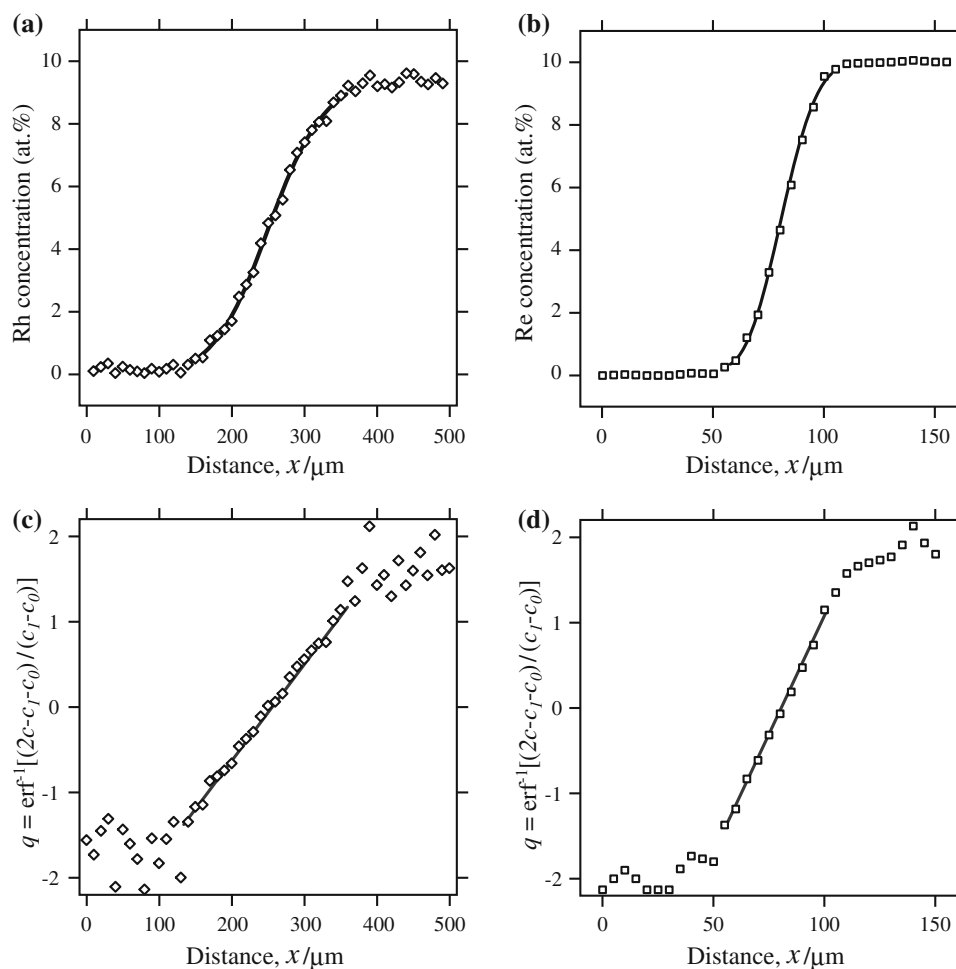 (a)
Rh concentration (at.%)
10
8
6
4
2
0
0 100 200 300 400 500
Distance, x/μm
(b)
Re concentration (at.%)
10
8
6
4
2
0
0 50 100 150
Distance, x/μm
(c)
q = erf⁻¹[(2c-c₁-c₀)/(c₁-c₀)]
2
1
0
-1
-2
0 100 200 300 400 500
Distance, x/μm
(d)
q = erf⁻¹[(2c-c₁-c₀)/(c₁-c₀)]
2
1
0
-1
-2
0 50 100 150
Distance, x/μm